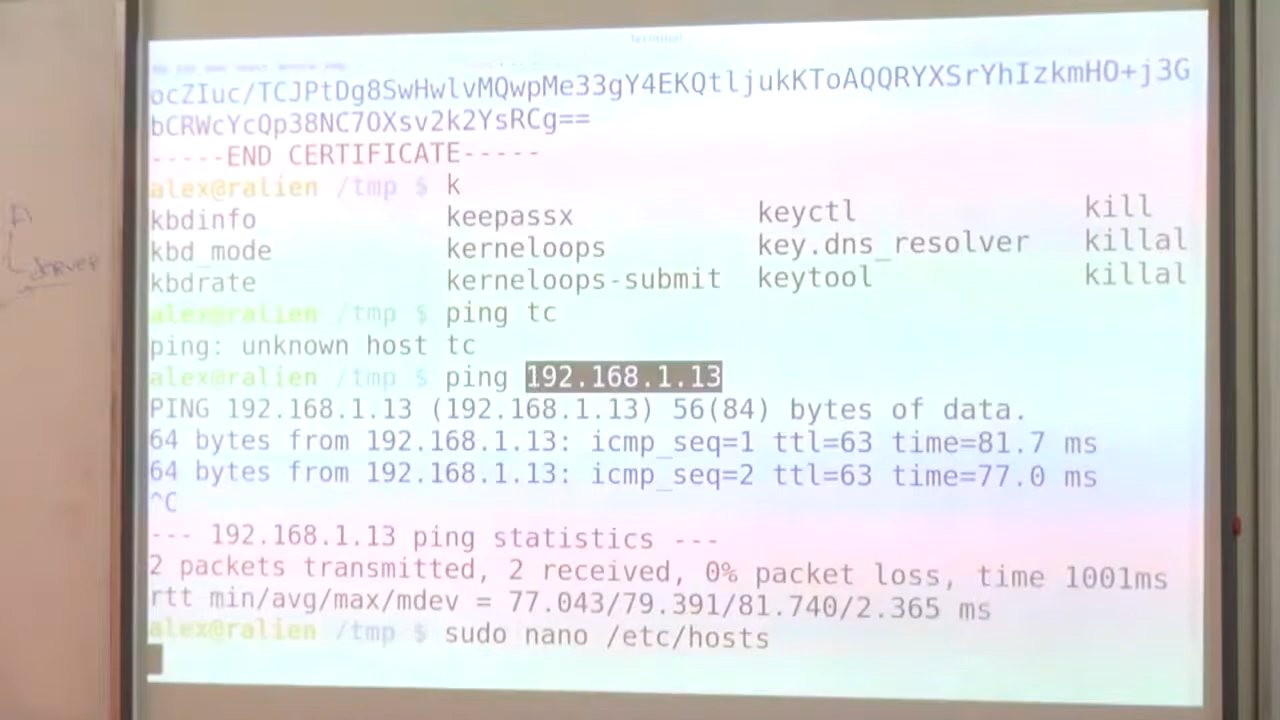 Terminal
ocZIuc/TCJPtDg8SwHwlvMQwpMe33gY4EKQtljukKToAQQRYXSrYhIzkmHO+j3G
bCRWcYcQp38NC7OXsv2k2YsRCg==
-----END CERTIFICATE-----
alex@ralien /tmp $ k
kbdinfo keepassx keyctl kill
kbd_mode kerneloops key.dns_resolver killal
kbdrate kerneloops-submit keytool killal
alex@ralien /tmp $ ping tc
ping: unknown host tc
alex@ralien /tmp $ ping 192.168.1.13
PING 192.168.1.13 (192.168.1.13) 56(84) bytes of data.
64 bytes from 192.168.1.13: icmp_seq=1 ttl=63 time=81.7 ms
64 bytes from 192.168.1.13: icmp_seq=2 ttl=63 time=77.0 ms
^C
--- 192.168.1.13 ping statistics ---
2 packets transmitted, 2 received, 0% packet loss, time 1001ms
rtt min/avg/max/mdev = 77.043/79.391/81.740/2.365 ms
alex@ralien /tmp $ sudo nano /etc/hosts
server